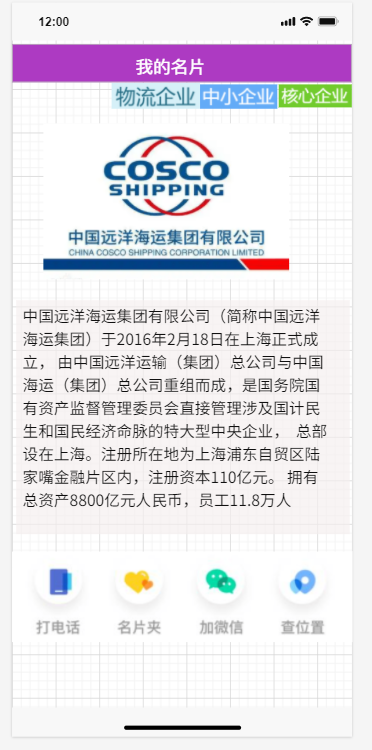 12:00
我的名片
物流企业 中小企业 核心企业
COSCO
SHIPPING
中国远洋海运集团有限公司
CHINA COSCO SHIPPING CORPORATION LIMITED
中国远洋海运集团有限公司（简称中国远洋
海运集团）于2016年2月18日在上海正式成
立， 由中国远洋运输（集团）总公司与中国
海运（集团）总公司重组而成，是国务院国
有资产监督管理委员会直接管理涉及国计民
生和国民经济命脉的特大型中央企业， 总部
设在上海。注册所在地为上海浦东自贸区陆
家嘴金融片区内，注册资本110亿元。 拥有
总资产8800亿元人民币，员工11.8万人
打电话 名片夹 加微信 查位置